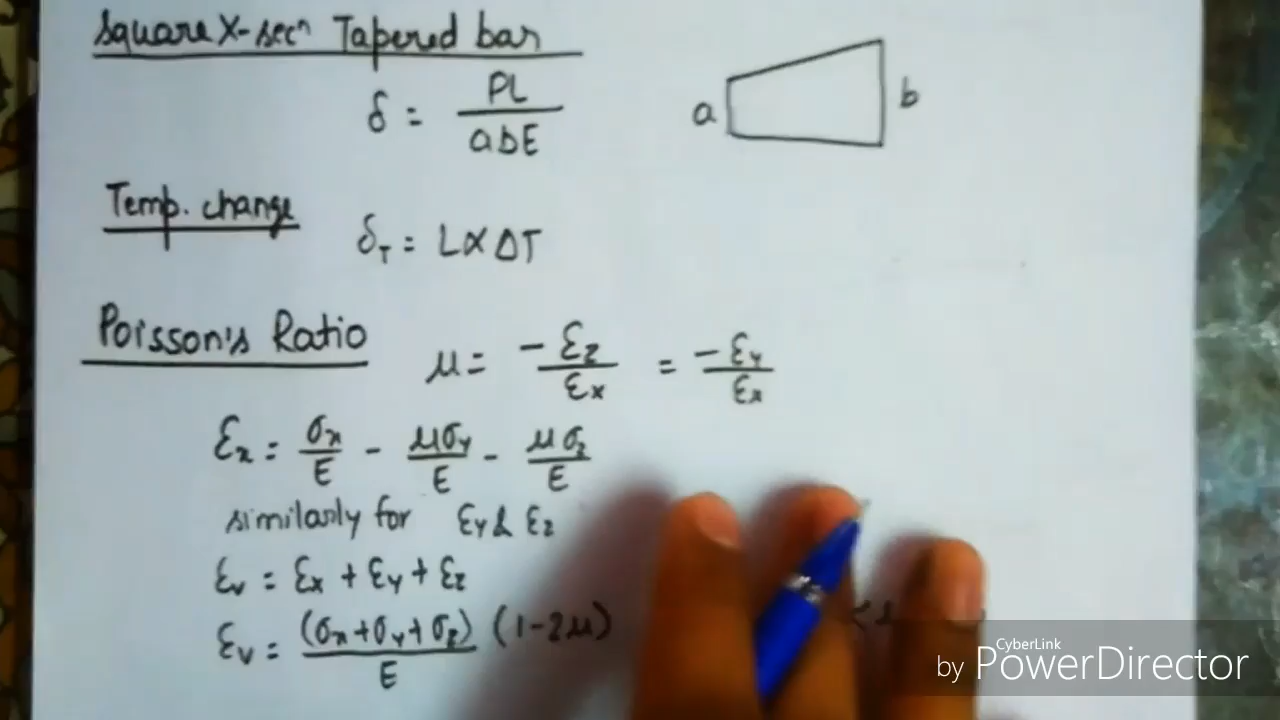 Square X-secⁿ Tapered bar
δ = PL / abE
a b
Temp. change
δT = LαΔT
Poisson's Ratio μ = -εz / εx = -εy / εx
εx = σx / E - μσy / E - μσz / E
similarly for εy & εz
εv = εx + εy + εz
εv = (σx+σy+σz) / E (1-2μ)
CyberLink
by PowerDirector